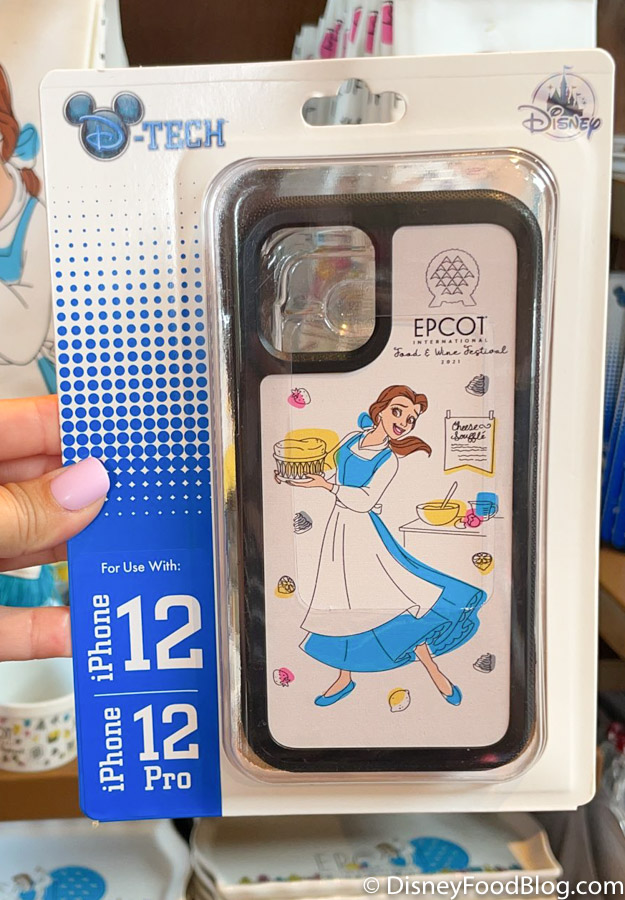 D-TECH
Disney
EPCOT
INTERNATIONAL
Food & Wine Festival
2021
Cheese
Soufflé
For Use With:
iPhone 12
iPhone 12 Pro
EPCOT
© DisneyFoodBlog.com